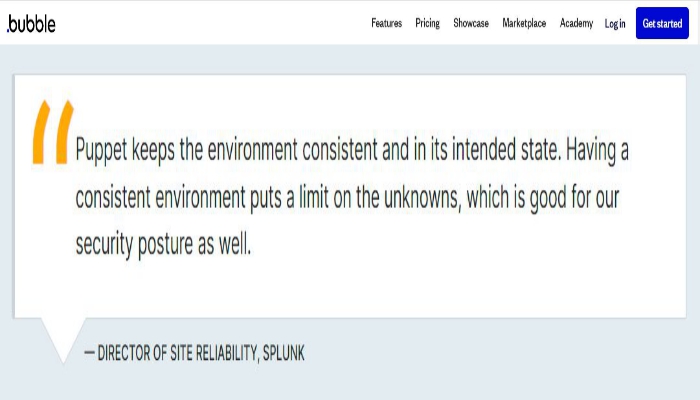 .bubble Features Pricing Showcase Marketplace Academy Log in Get started
Puppet keeps the environment consistent and in its intended state. Having a
consistent environment puts a limit on the unknowns, which is good for our
security posture as well.
— DIRECTOR OF SITE RELIABILITY, SPLUNK